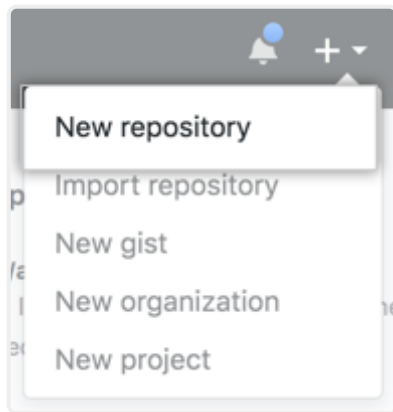 New repository
Import repository
New gist
New organization
New project